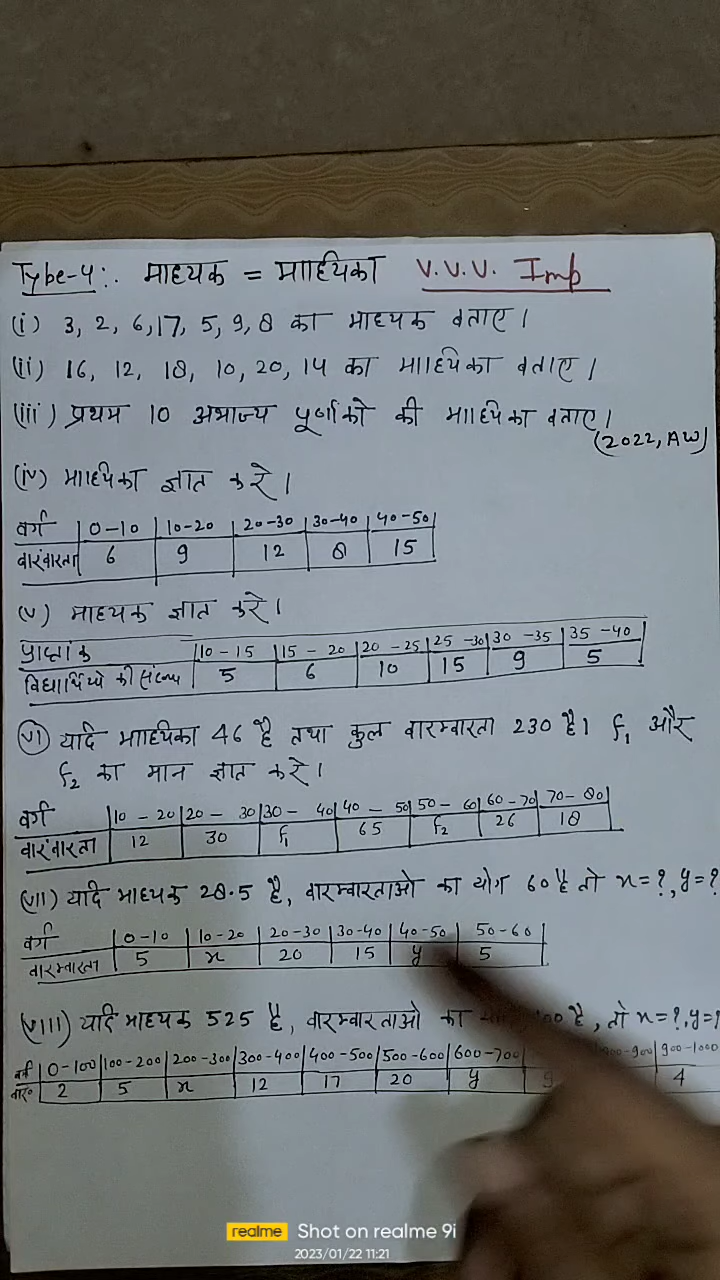 Type-4:. माध्यक = माध्यिका V.V.V. Imp
(i) 3, 2, 6, 17, 5, 9, 8 का माध्यक बताए।
(ii) 16, 12, 18, 10, 20, 14 का माध्यिका बताए।
(iii) प्रथम 10 अभाज्य पूर्णांको की माध्यिका बताए।
(2022, AW)
(iv) माध्यिका ज्ञात करे।
वर्ग 0-10 10-20 20-30 30-40 40-50
वारंवारता 6 9 12 8 15
(v) माध्यक ज्ञात करे।
प्राप्तांक 10-15 15-20 20-25 25-30 30-35 35-40
विद्यार्थियो की संख्या 5 6 10 15 9 5
(vi) यदि माध्यिका 46 है तथा कुल वारम्वारता 230 है। f₁ और
f₂ का मान ज्ञात करे।
वर्ग 10-20 20-30 30-40 40-50 50-60 60-70 70-80
वारंवारता 12 30 f₁ 65 f₂ 26 18
(vii) यदि माध्यक 28.5 है, वारम्वारताओ का योग 60 है तो x=?, y=?
वर्ग 0-10 10-20 20-30 30-40 40-50 50-60
वारम्वारता 5 x 20 15 y 5
(viii) यदि माध्यक 525 है, वारम्वारताओ का है, तो x=?, y=?
वर्ग 0-100 100-200 200-300 300-400 400-500 500-600 600-700 900-1000
वार० 2 5 x 12 17 20 y 9 4
realme Shot on realme 9i
2023/01/22 11:21